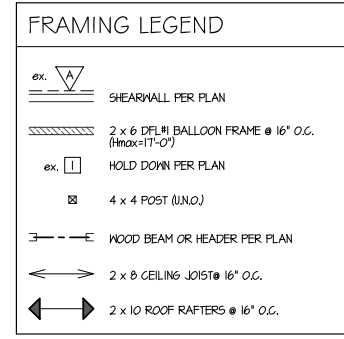 FRAMING LEGEND
ex. A
SHEARWALL PER PLAN
2 x 6 DFL#1 BALLOON FRAME @ 16" O.C.
(Hmax=17'-0")
ex. 1 HOLD DOWN PER PLAN
4 x 4 POST (U.N.O.)
WOOD BEAM OR HEADER PER PLAN
2 x 8 CEILING JOIST@ 16" O.C.
2 x 10 ROOF RAFTERS @ 16" O.C.